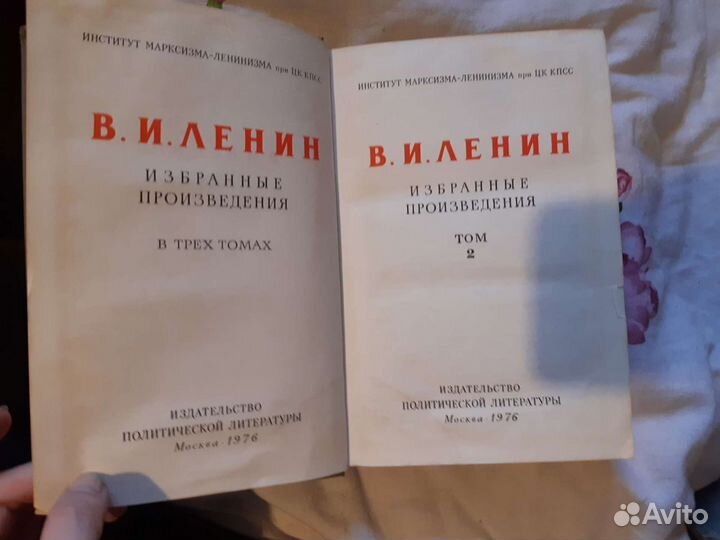 ИНСТИТУТ МАРКСИЗМА-ЛЕНИНИЗМА при ЦК КПСС
В. И. ЛЕНИН
ИЗБРАННЫЕ
ПРОИЗВЕДЕНИЯ
В ТРЕХ ТОМАХ
ИЗДАТЕЛЬСТВО
ПОЛИТИЧЕСКОЙ ЛИТЕРАТУРЫ
Москва · 1976
ИНСТИТУТ МАРКСИЗМА-ЛЕНИНИЗМА при ЦК КПСС
В. И. ЛЕНИН
ИЗБРАННЫЕ
ПРОИЗВЕДЕНИЯ
ТОМ
2
ИЗДАТЕЛЬСТВО
ПОЛИТИЧЕСКОЙ ЛИТЕРАТУРЫ
Москва · 1976
Avito